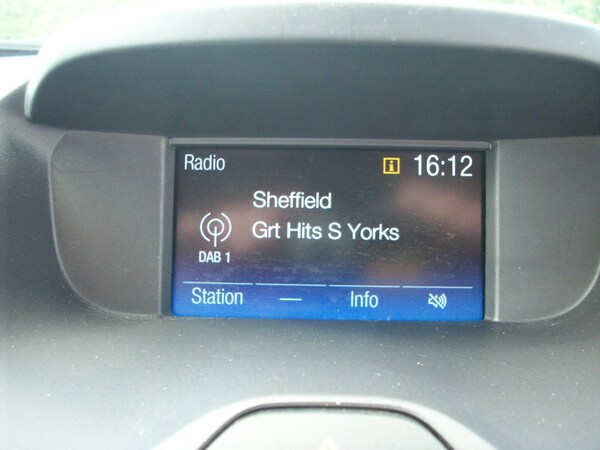 Radio 16:12
Sheffield
Grt Hits S Yorks
DAB 1
Station — Info